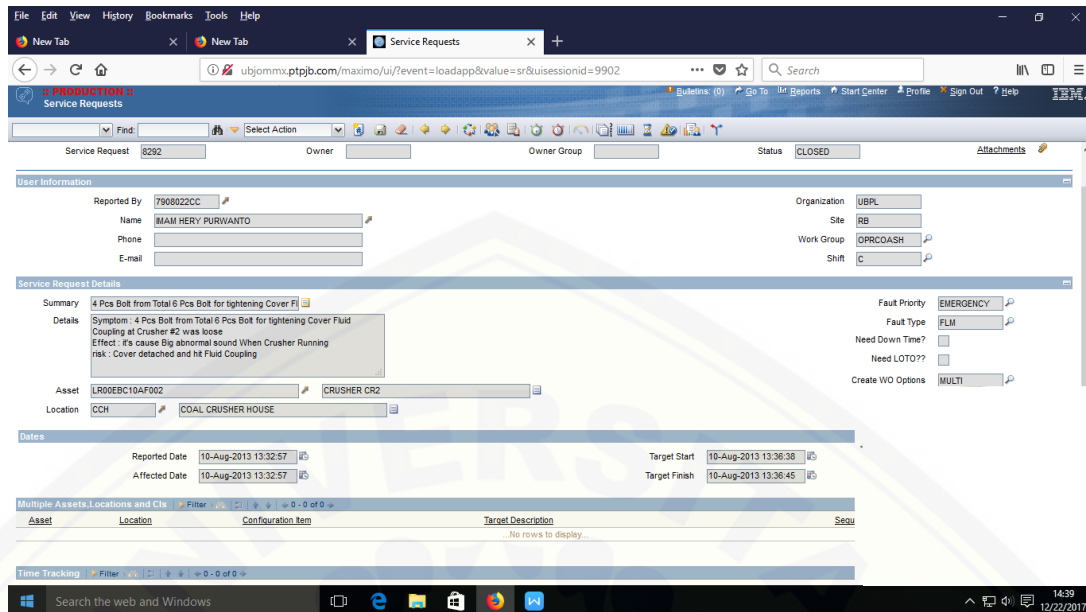 File Edit View History Bookmarks Tools Help
New Tab New Tab Service Requests
ubjommx.ptpjb.com/maximo/ui/?event=loadapp&value=sr&uisessionid=9902 Search
:: PRODUCTION ::
Service Requests
Bulletins: (0) Go To Reports Start Center Profile Sign Out Help IBM.
Find: Select Action
Service Request 8292 Owner Owner Group Status CLOSED Attachments
User Information
Reported By 7908022CC Organization UBPL
Name IMAM HERY PURWANTO Site RB
Phone Work Group OPRCOASH
E-mail Shift C
Service Request Details
Summary 4 Pcs Bolt from Total 6 Pcs Bolt for tightening Cover Fl Fault Priority EMERGENCY
Details Symptom : 4 Pcs Bolt from Total 6 Pcs Bolt for tightening Cover Fluid Fault Type FLM
Coupling at Crusher #2 was loose
Effect : it's cause Big abnormal sound When Crusher Running Need Down Time?
risk : Cover detached and hit Fluid Coupling Need LOTO??
Create WO Options MULTI
Asset LR00EBC10AF002 CRUSHER CR2
Location CCH COAL CRUSHER HOUSE
Dates
Reported Date 10-Aug-2013 13:32:57 Target Start 10-Aug-2013 13:36:38
Affected Date 10-Aug-2013 13:32:57 Target Finish 10-Aug-2013 13:36:45
Multiple Assets,Locations and CIs Filter 0 - 0 of 0
Asset Location Configuration Item Target Description Sequ
...No rows to display...
Time Tracking Filter 0 - 0 of 0
Search the web and Windows 14:39
12/22/2017